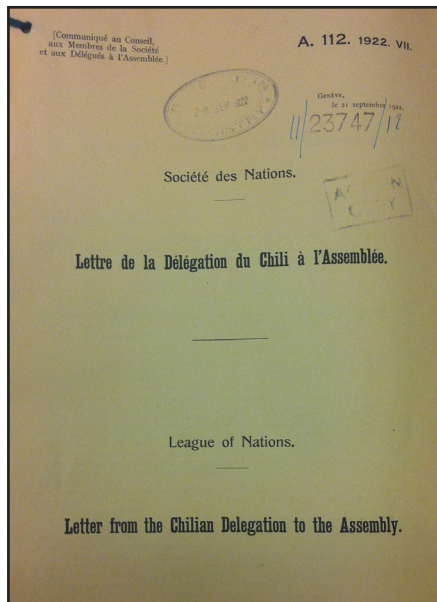 [Communiqué au Conseil,
aux Membres de la Société
et aux Délégués à l'Assemblée.]
A. 112. 1922. VII.
Genève,
le 21 septembre 1922.
11/23747/12
Société des Nations.
Lettre de la Délégation du Chili à l'Assemblée.
League of Nations.
Letter from the Chilian Delegation to the Assembly.